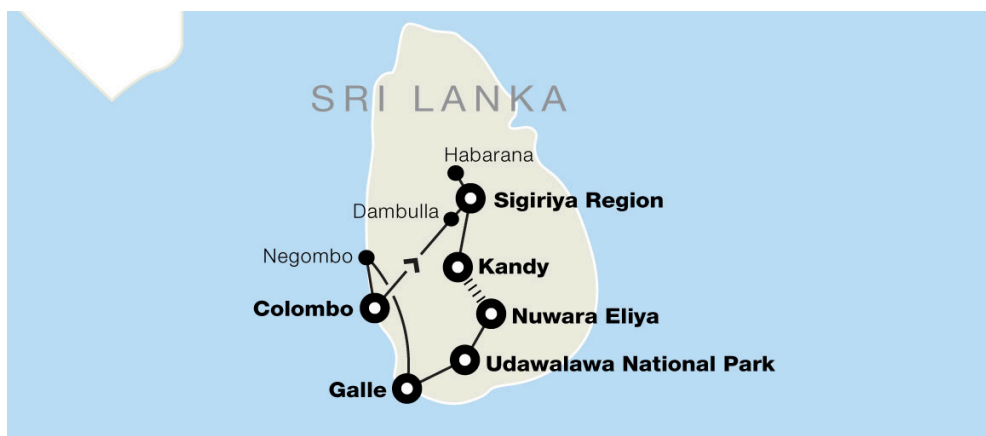 SRI LANKA
Habarana
Sigiriya Region
Dambulla
Negombo
Kandy
Colombo
Nuwara Eliya
Udawalawa National Park
Galle